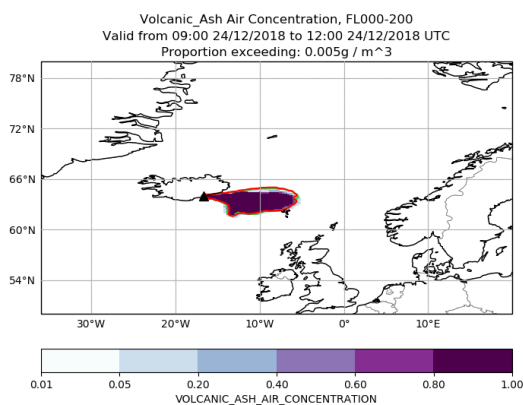 Volcanic_Ash Air Concentration, FL000-200
Valid from 09:00 24/12/2018 to 12:00 24/12/2018 UTC
Proportion exceeding: 0.005g / m^3
78°N
72°N
66°N
60°N
54°N
30°W 20°W 10°W 0° 10°E
0.01 0.05 0.20 0.40 0.60 0.80 1.00
VOLCANIC_ASH_AIR_CONCENTRATION